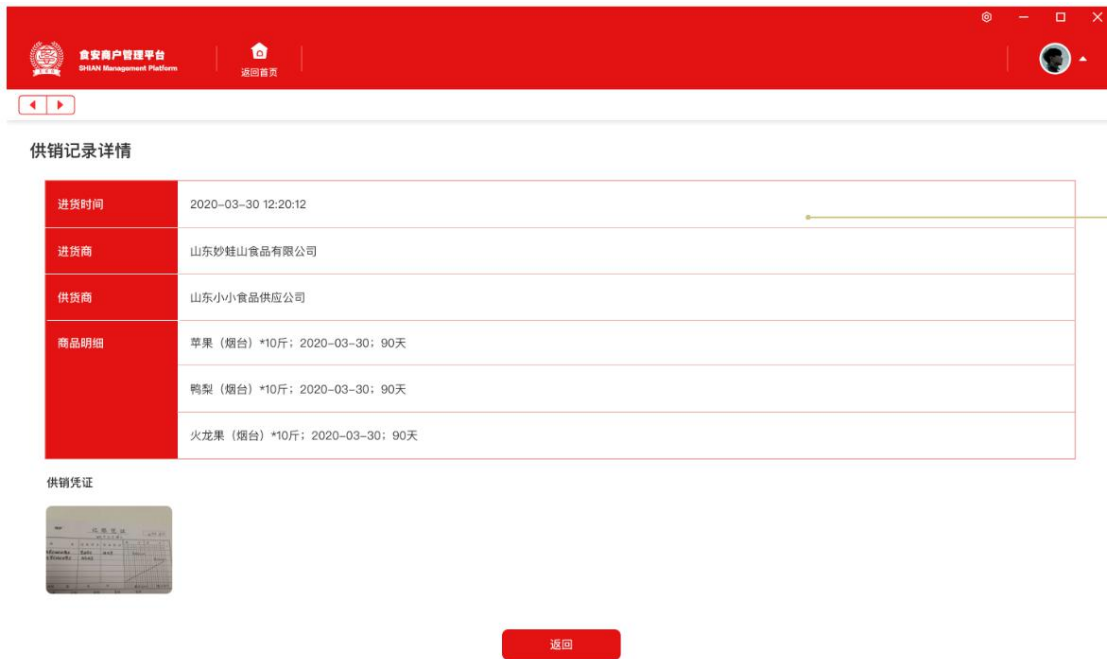 食安商户管理平台
SHIAN Management Platform
返回首页
供销记录详情
进货时间
2020-03-30 12:20:12
进货商
山东妙蛙山食品有限公司
供货商
山东小小食品供应公司
商品明细
苹果（烟台）*10斤；2020-03-30；90天
鸭梨（烟台）*10斤；2020-03-30；90天
火龙果（烟台）*10斤；2020-03-30；90天
供销凭证
返回